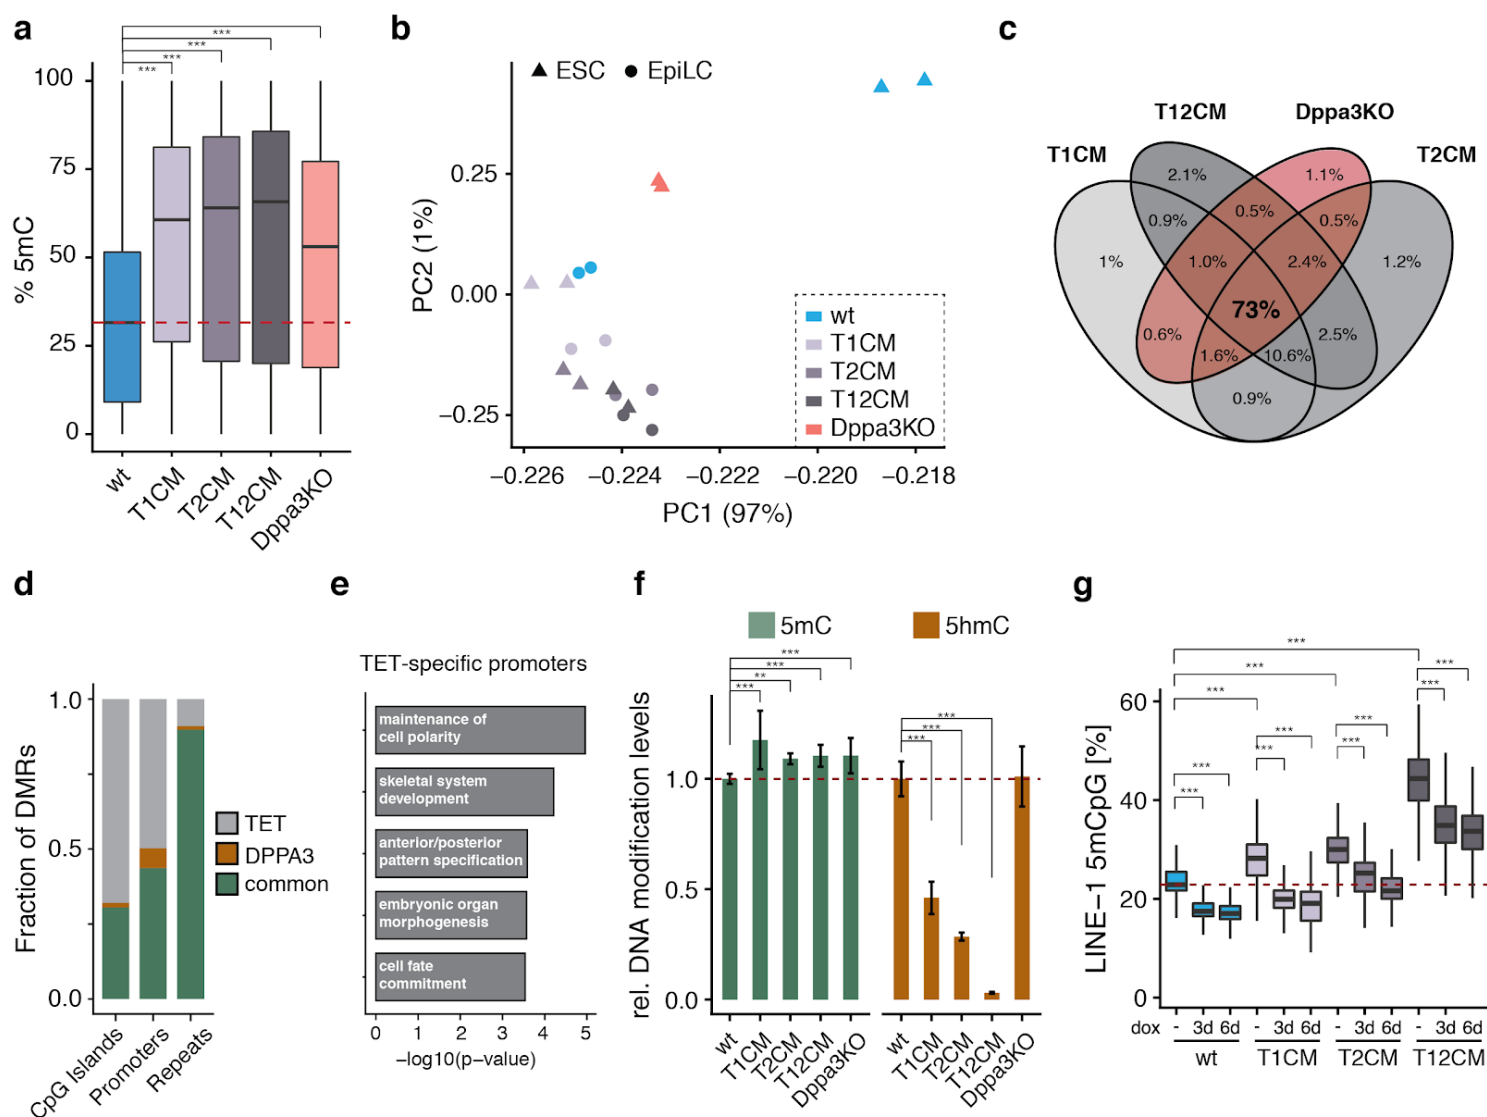 a
***
***
***
***
100
75
50
25
0
% 5mC
wt
T1CM
T2CM
T12CM
Dppa3KO
b
ESC
EpiLC
0.25
0.00
−0.25
PC2 (1%)
wt
T1CM
T2CM
T12CM
Dppa3KO
−0.226
−0.224
−0.222
−0.220
−0.218
PC1 (97%)
c
T12CM
Dppa3KO
T1CM
T2CM
2.1%
1.1%
0.9%
0.5%
0.5%
1%
1.0%
2.4%
1.2%
73%
0.6%
1.6%
10.6%
2.5%
0.9%
d
1.0
0.5
0.0
Fraction of DMRs
TET
DPPA3
common
CpG Islands
Promoters
Repeats
e
TET-specific promoters
maintenance of
cell polarity
skeletal system
development
anterior/posterior
pattern specification
embryonic organ
morphogenesis
cell fate
commitment
0
1
2
3
4
5
−log10(p−value)
f
5mC
5hmC
***
***
**
***
***
***
***
1.0
0.5
0.0
rel. DNA modification levels
wt
T1CM
T2CM
T12CM
Dppa3KO
wt
T1CM
T2CM
T12CM
Dppa3KO
g
***
***
***
***
***
***
***
***
***
***
***
60
40
20
0
LINE−1 5mCpG [%]
dox
-
3d
6d
-
3d
6d
-
3d
6d
-
3d
6d
wt
T1CM
T2CM
T12CM